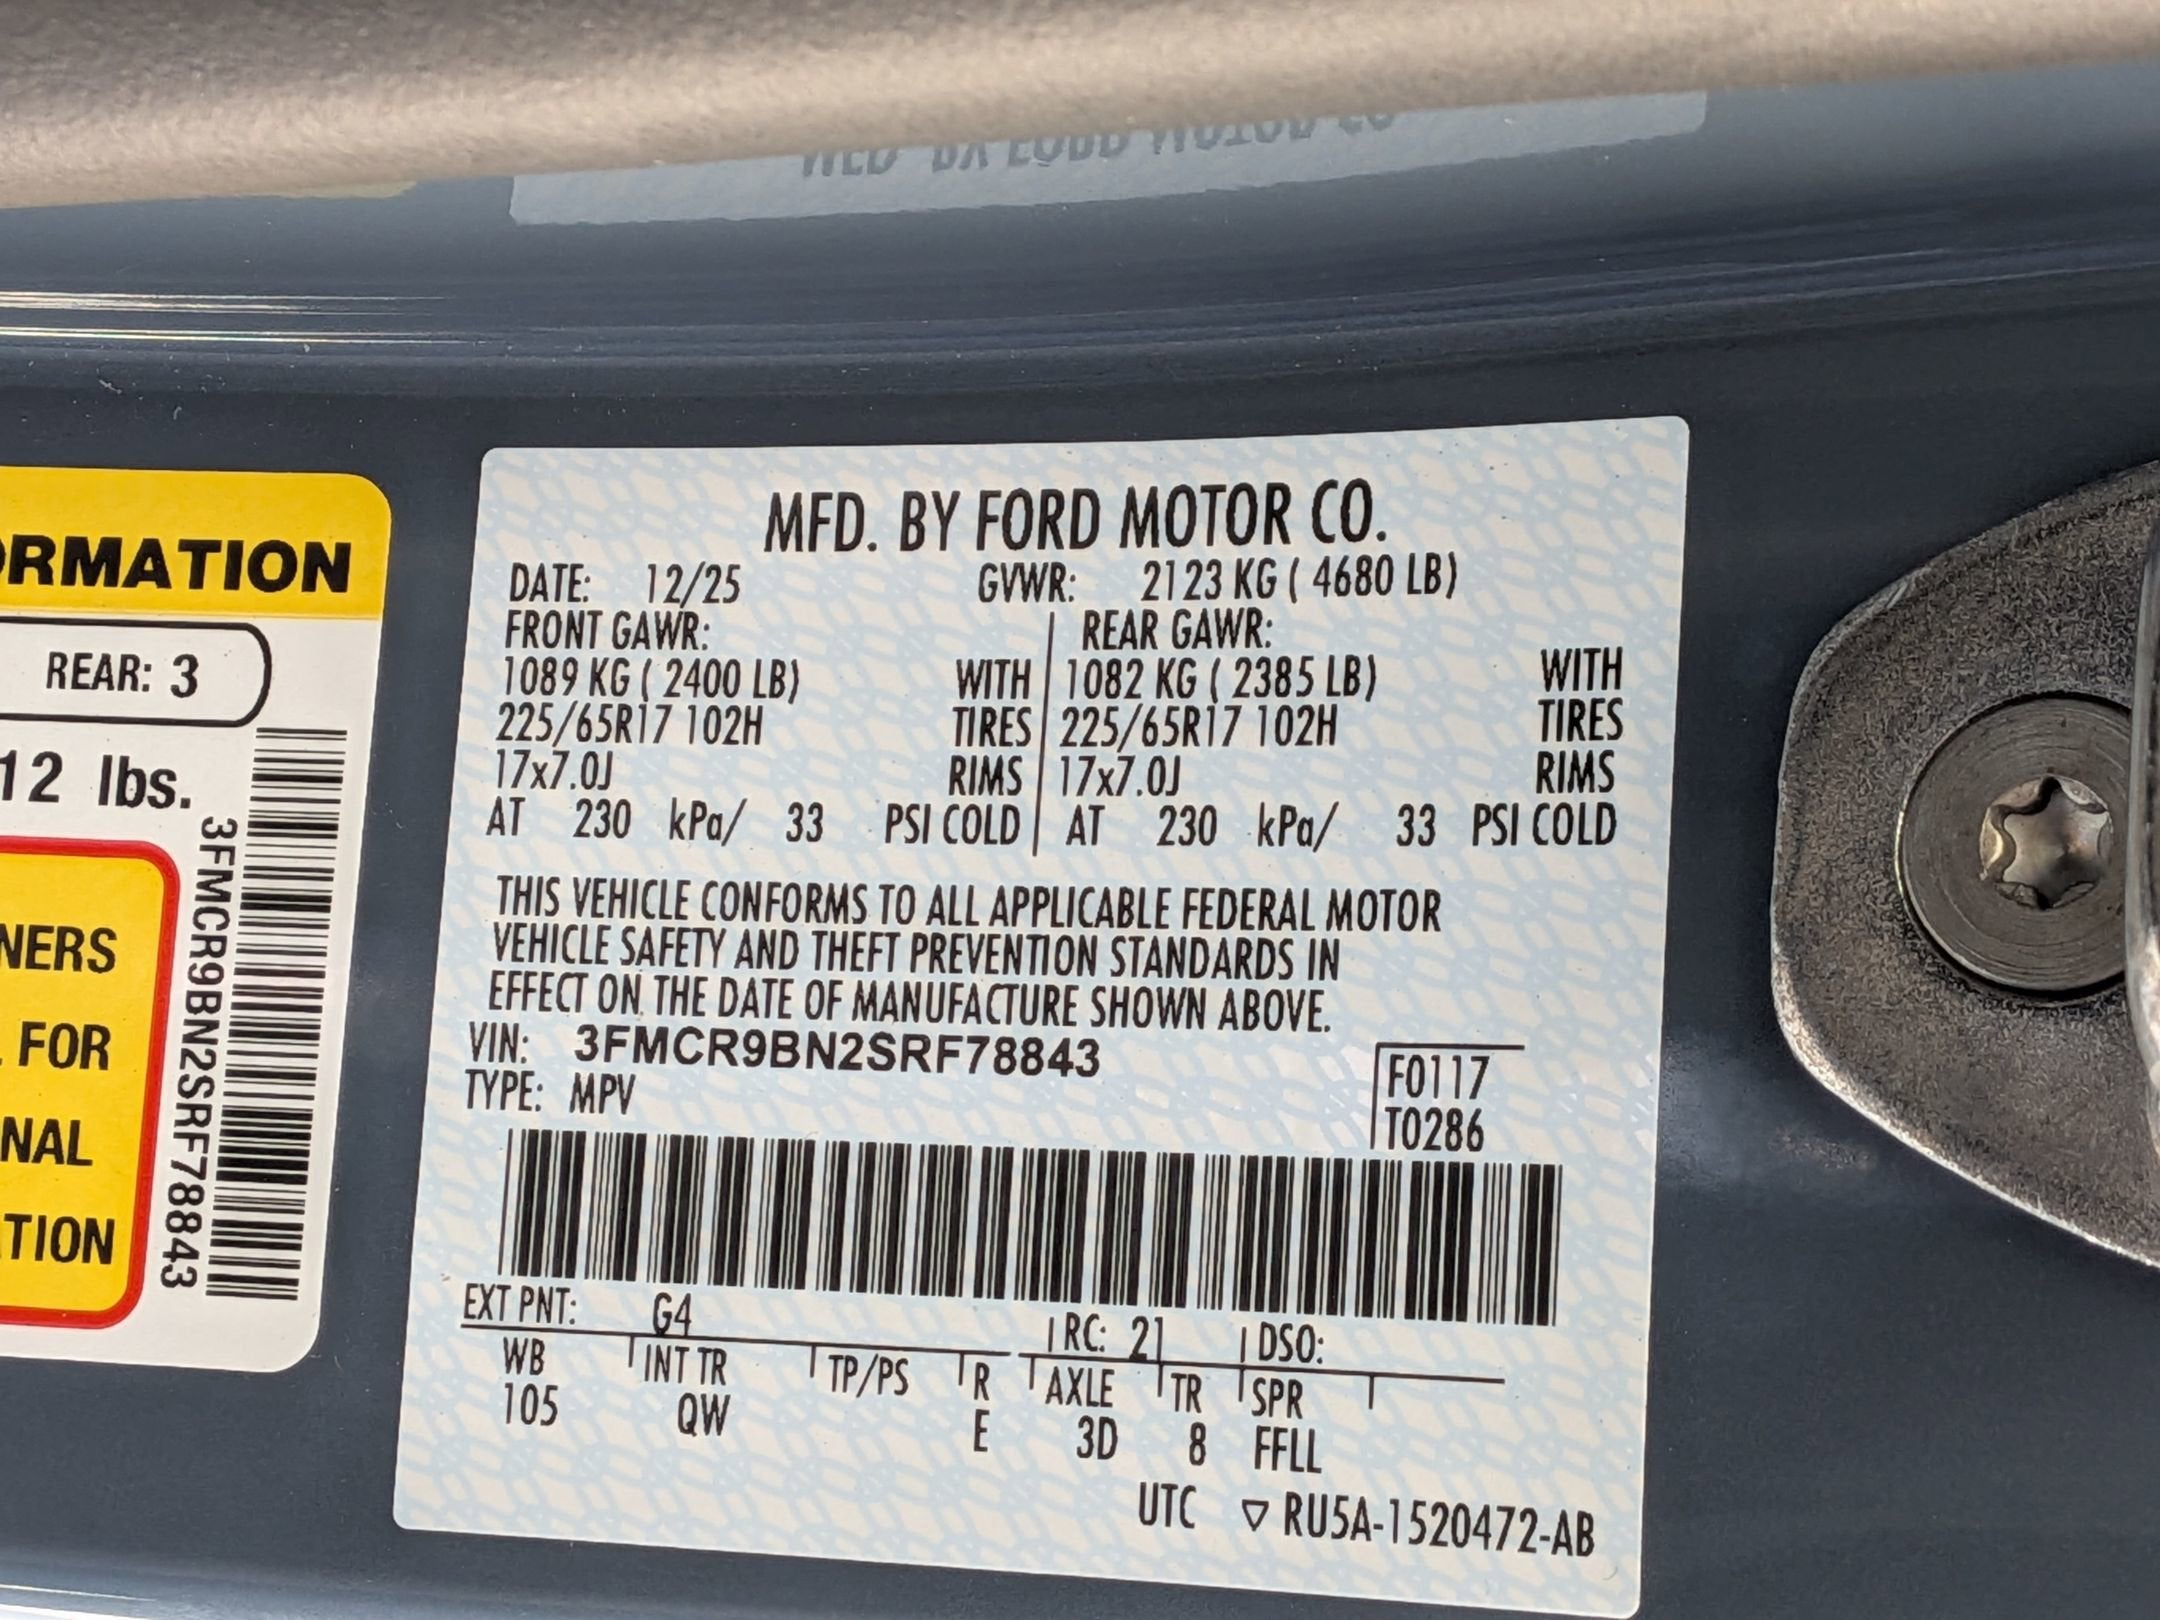 ORMATION
REAR: 3
12 lbs.
NERS
FOR
NAL
TION
3FMCR9BN2SRF78843
MFD. BY FORD MOTOR CO.
DATE: 12/25 GVWR: 2123 KG ( 4680 LB)
FRONT GAWR: REAR GAWR:
1089 KG ( 2400 LB) WITH 1082 KG ( 2385 LB) WITH
225/65R17 102H TIRES 225/65R17 102H TIRES
17x7.0J RIMS 17x7.0J RIMS
AT 230 kPa/ 33 PSI COLD AT 230 kPa/ 33 PSI COLD
THIS VEHICLE CONFORMS TO ALL APPLICABLE FEDERAL MOTOR
VEHICLE SAFETY AND THEFT PREVENTION STANDARDS IN
EFFECT ON THE DATE OF MANUFACTURE SHOWN ABOVE.
VIN: 3FMCR9BN2SRF78843
TYPE: MPV
F0117
T0286
EXT PNT: G4 RC: 21 DSO:
WB INT TR TP/PS R AXLE TR SPR
105 QW E 3D 8 FFLL
UTC ▽ RU5A-1520472-AB